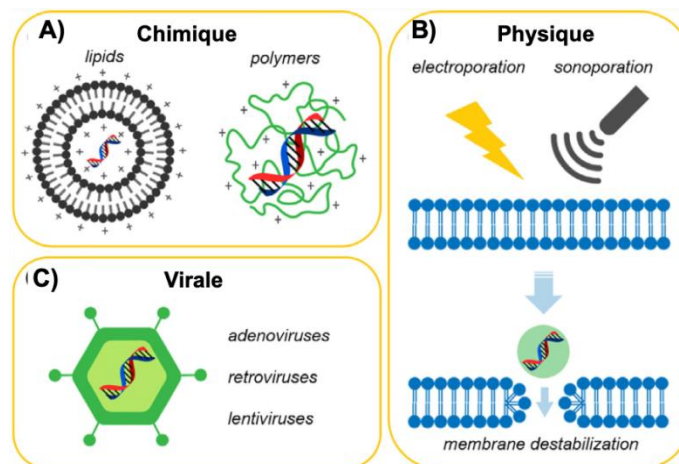 A) Chimique
lipids polymers
B) Physique
electroporation sonoporation
membrane destabilization
C) Virale
adenoviruses
retroviruses
lentiviruses